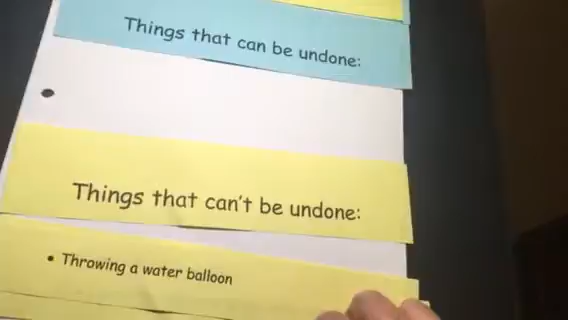 Things that can be undone:
Things that can't be undone:
• Throwing a water balloon